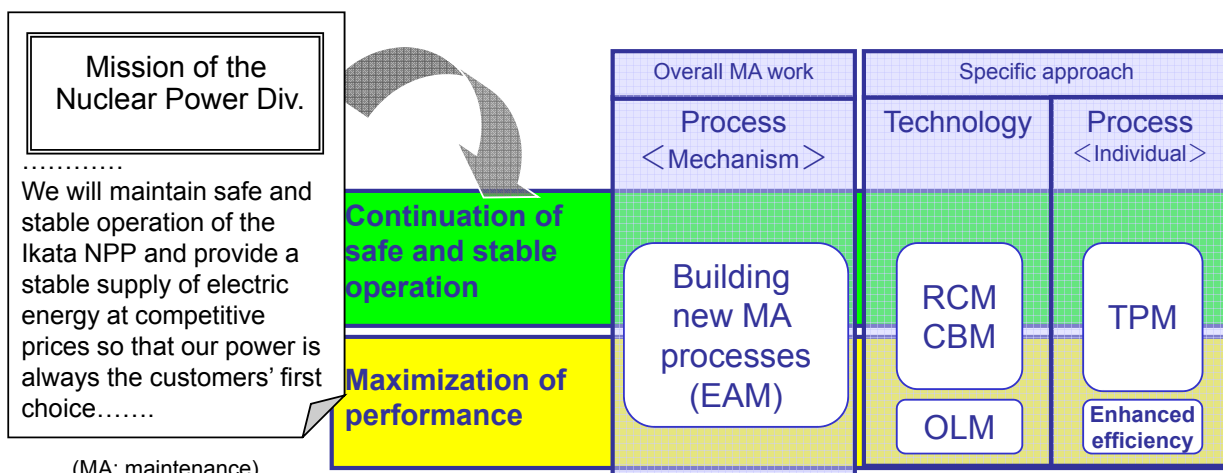 Mission of the
Nuclear Power Div.
…………
We will maintain safe and
stable operation of the
Ikata NPP and provide a
stable supply of electric
energy at competitive
prices so that our power is
always the customers’ first
choice…….
(MA: maintenance)
Overall MA work
Specific approach
Process
＜Mechanism＞
Technology
Process
＜Individual＞
Continuation of
safe and stable
operation
Maximization of
performance
Building
new MA
processes
(EAM)
RCM
CBM
OLM
TPM
Enhanced
efficiency